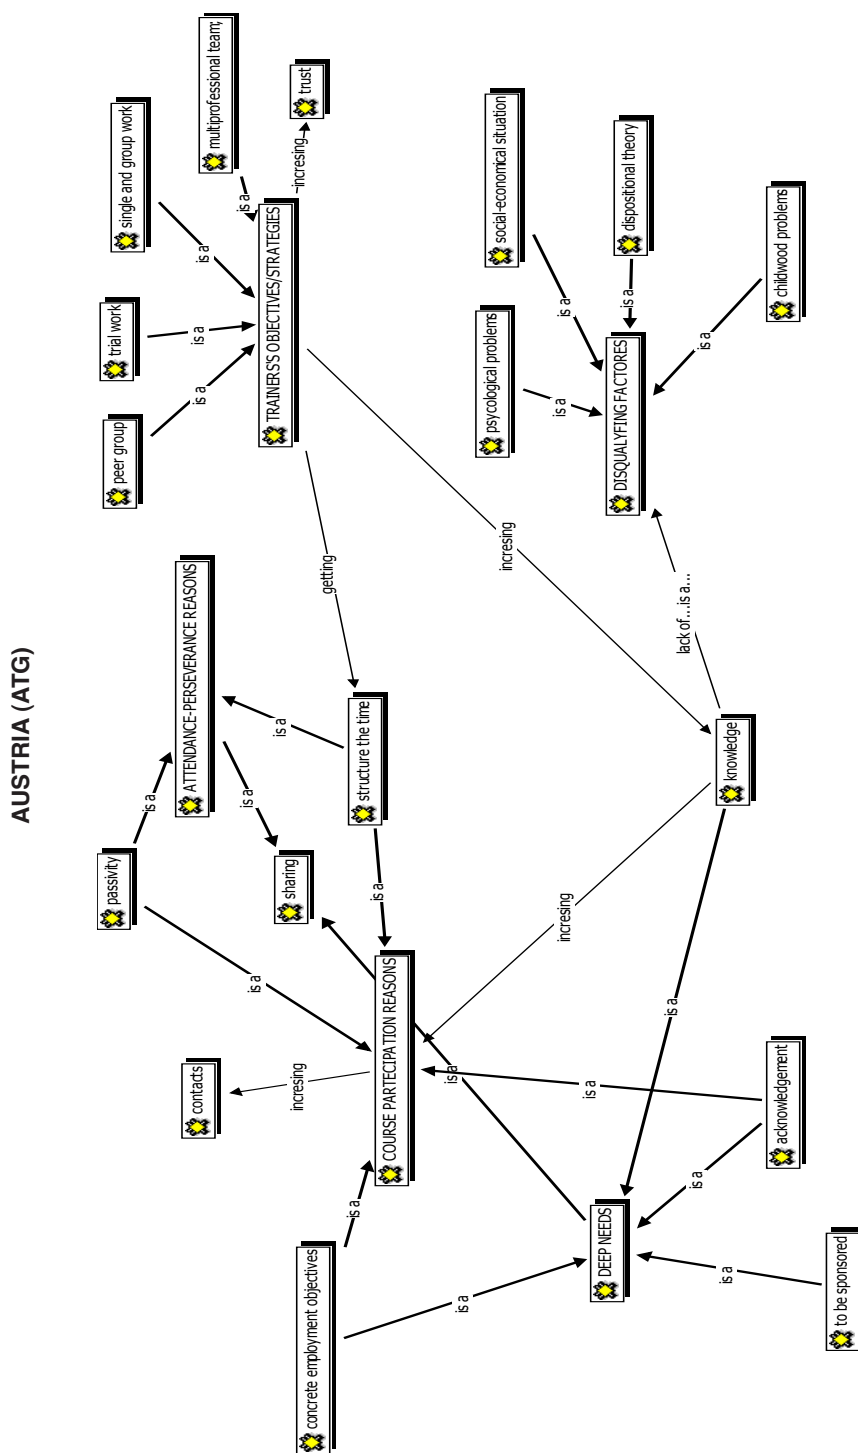 AUSTRIA (ATG)
concrete employment objectives
is a
is a
contacts
incresing
COURSE PARTECIPATION REASONS
passivity
is a
is a
ATTENDANCE-PERSEVERANCE REASONS
is a
sharing
is a
structure the time
is a
is a
DEEP NEEDS
to be sponsored
is a
acknowledgement
is a
is a
is a
knowledge
incresing
lack of...is a...
incresing
getting
peer group
is a
trial work
is a
single and group work
is a
multiprofessional team;
is a
TRAINERS'S OBJECTIVES/STRATEGIES
incresing
trust
psycological problems
is a
social-economical situation
is a
DISQUALYFING FACTORES
dispositional theory
is a
childwood problems
is a